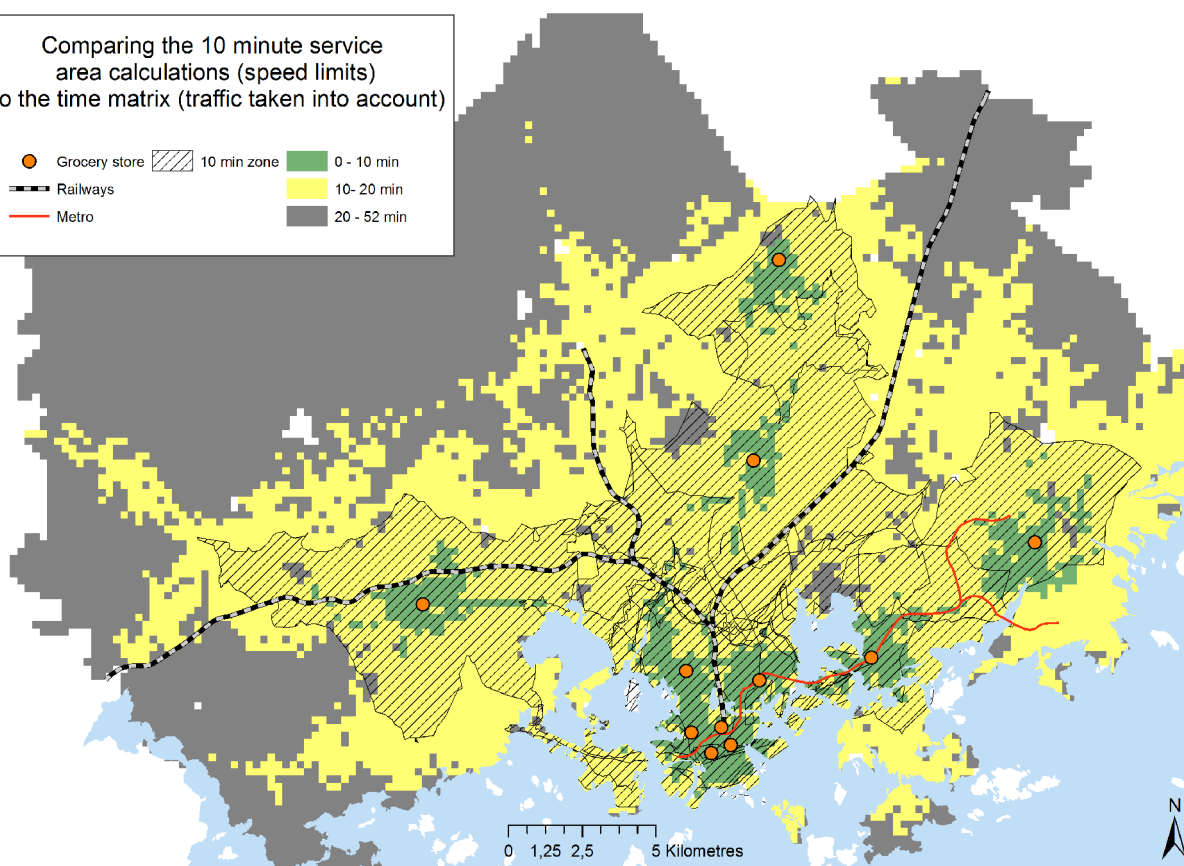 Comparing the 10 minute service
area calculations (speed limits)
o the time matrix (traffic taken into account)
Grocery store
10 min zone
0 - 10 min
Railways
10- 20 min
Metro
20 - 52 min
0 1,25 2,5 5 Kilometres
N